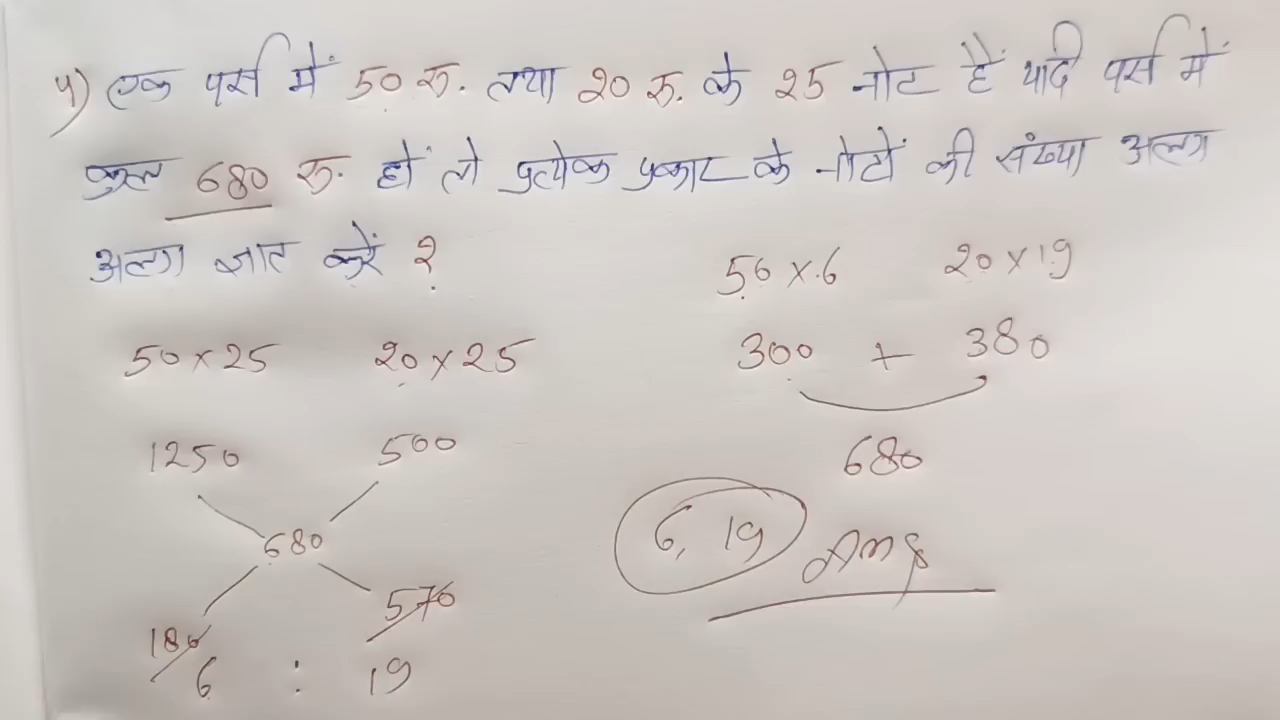 ५) एक पर्स में 50 रु. तथा 20 रु. के 25 नोट हैं यदि पर्स में
कुल 680 रु. हों तो प्रत्येक प्रकार के नोटों की संख्या अलग
अलग ज्ञात करें ?
50 × 25 20 × 25
1250 500
680
180 570
6 : 19
50 × 6 20 × 19
300 + 380
680
6, 19 Ans